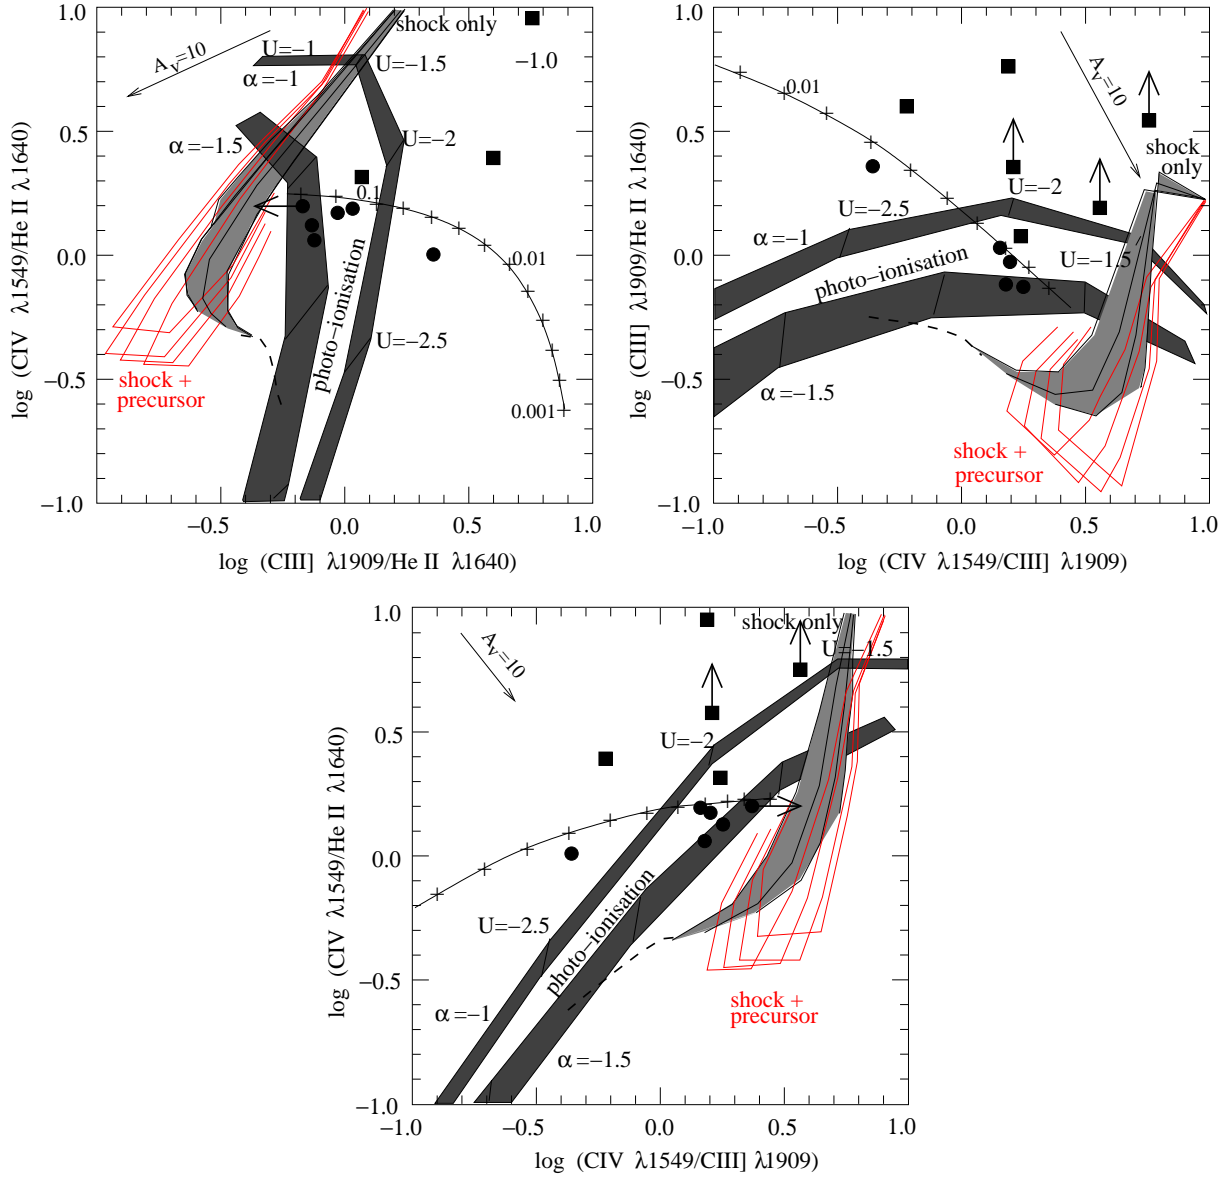 1.0
0.5
0.0
−0.5
−1.0
−0.5
0.0
0.5
1.0
log (CIV λ1549/He II λ1640)
log (CIII] λ1909/He II λ1640)
A_v=10
U=−1
α=−1
shock only
−1.0
U=−1.5
α=−1.5
U=−2
0.1
0.01
U=−2.5
0.001
photo−ionisation
shock +
precursor
1.0
0.5
0.0
−0.5
−1.0
−1.0
−0.5
0.0
0.5
1.0
log (CIII] λ1909/He II λ1640)
log (CIV λ1549/CIII] λ1909)
0.01
A_v=10
shock
only
U=−2
U=−2.5
α=−1
U=−1.5
photo−ionisation
α=−1.5
shock +
precursor
1.0
0.5
0.0
−0.5
−1.0
−1.0
−0.5
0.0
0.5
1.0
log (CIV λ1549/He II λ1640)
log (CIV λ1549/CIII] λ1909)
A_v=10
shock only
U=−1.5
U=−2
U=−2.5
photo−ionisation
α=−1
α=−1.5
shock +
precursor